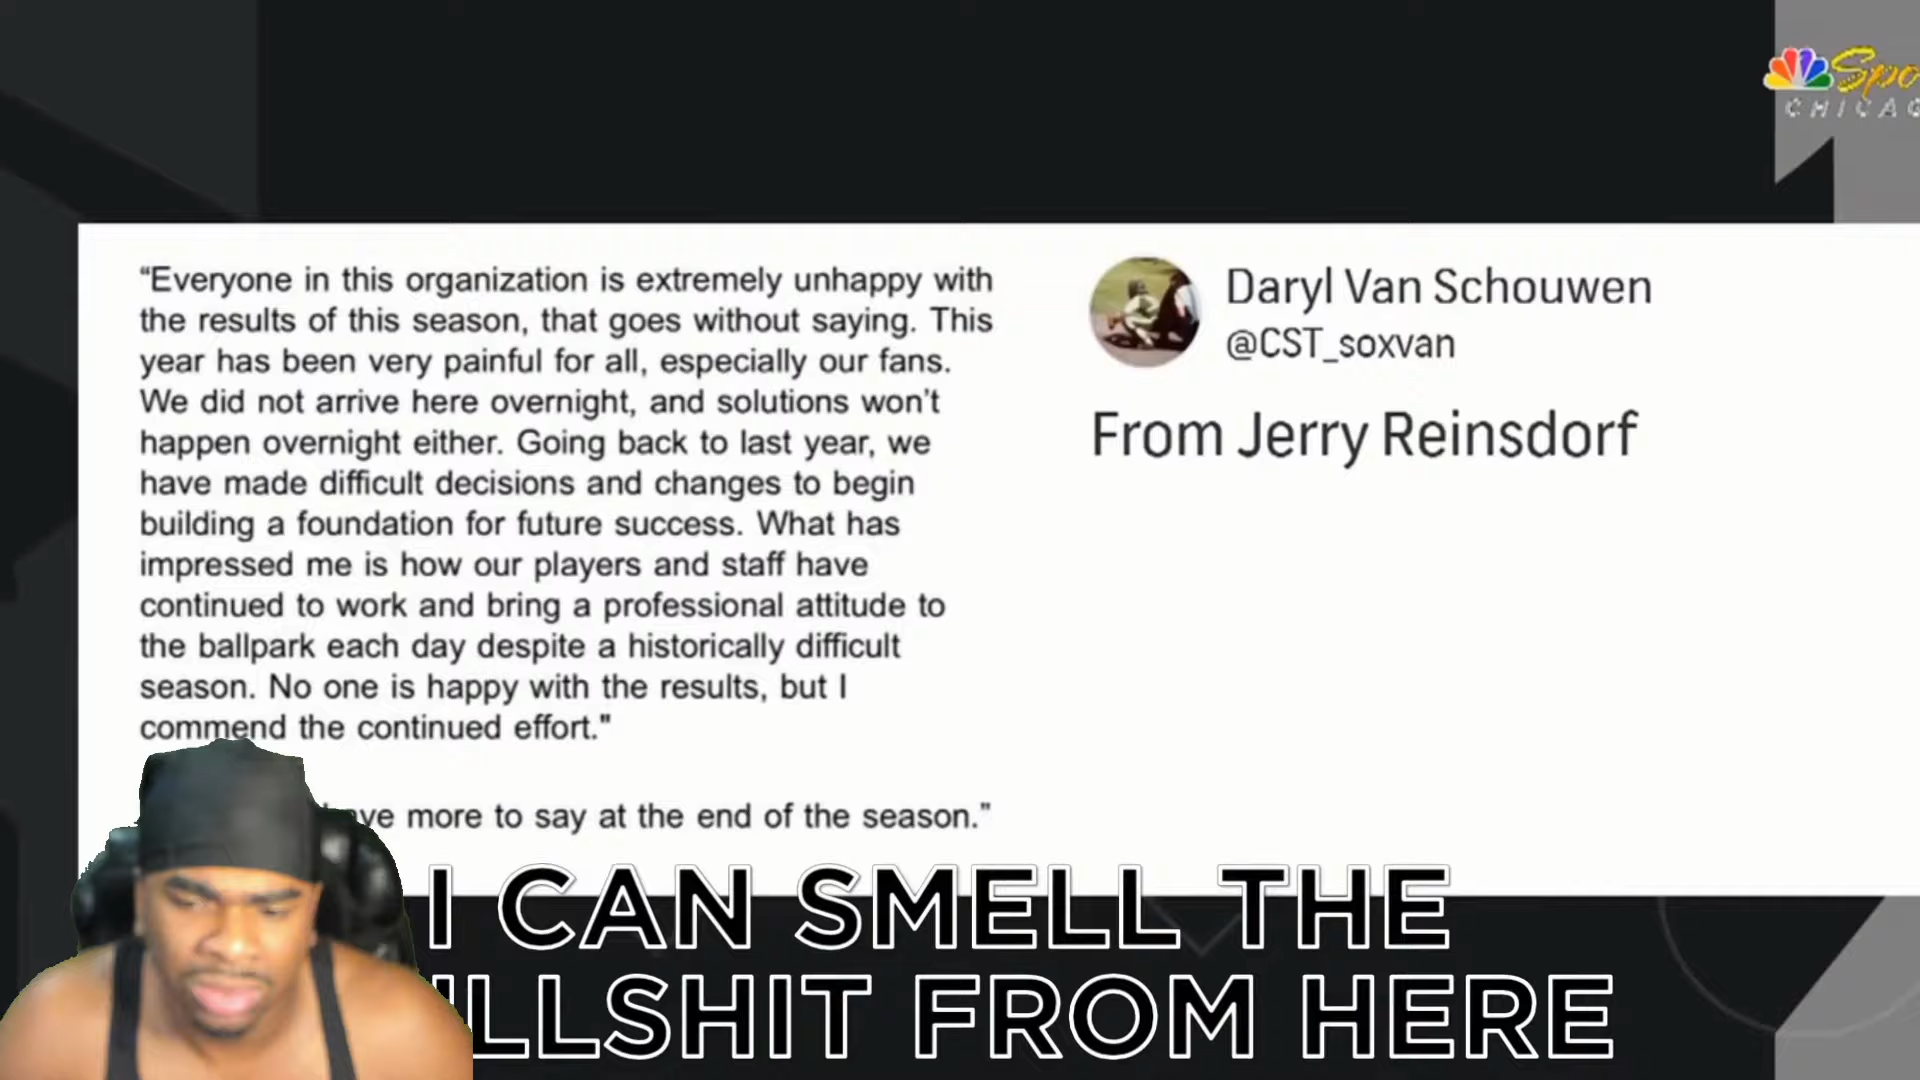 Spo
CHICAG
“Everyone in this organization is extremely unhappy with
the results of this season, that goes without saying. This
year has been very painful for all, especially our fans.
We did not arrive here overnight, and solutions won’t
happen overnight either. Going back to last year, we
have made difficult decisions and changes to begin
building a foundation for future success. What has
impressed me is how our players and staff have
continued to work and bring a professional attitude to
the ballpark each day despite a historically difficult
season. No one is happy with the results, but I
commend the continued effort."
more to say at the end of the season.”
Daryl Van Schouwen
@CST_soxvan
From Jerry Reinsdorf
I CAN SMELL THE
ILLSHIT FROM HERE